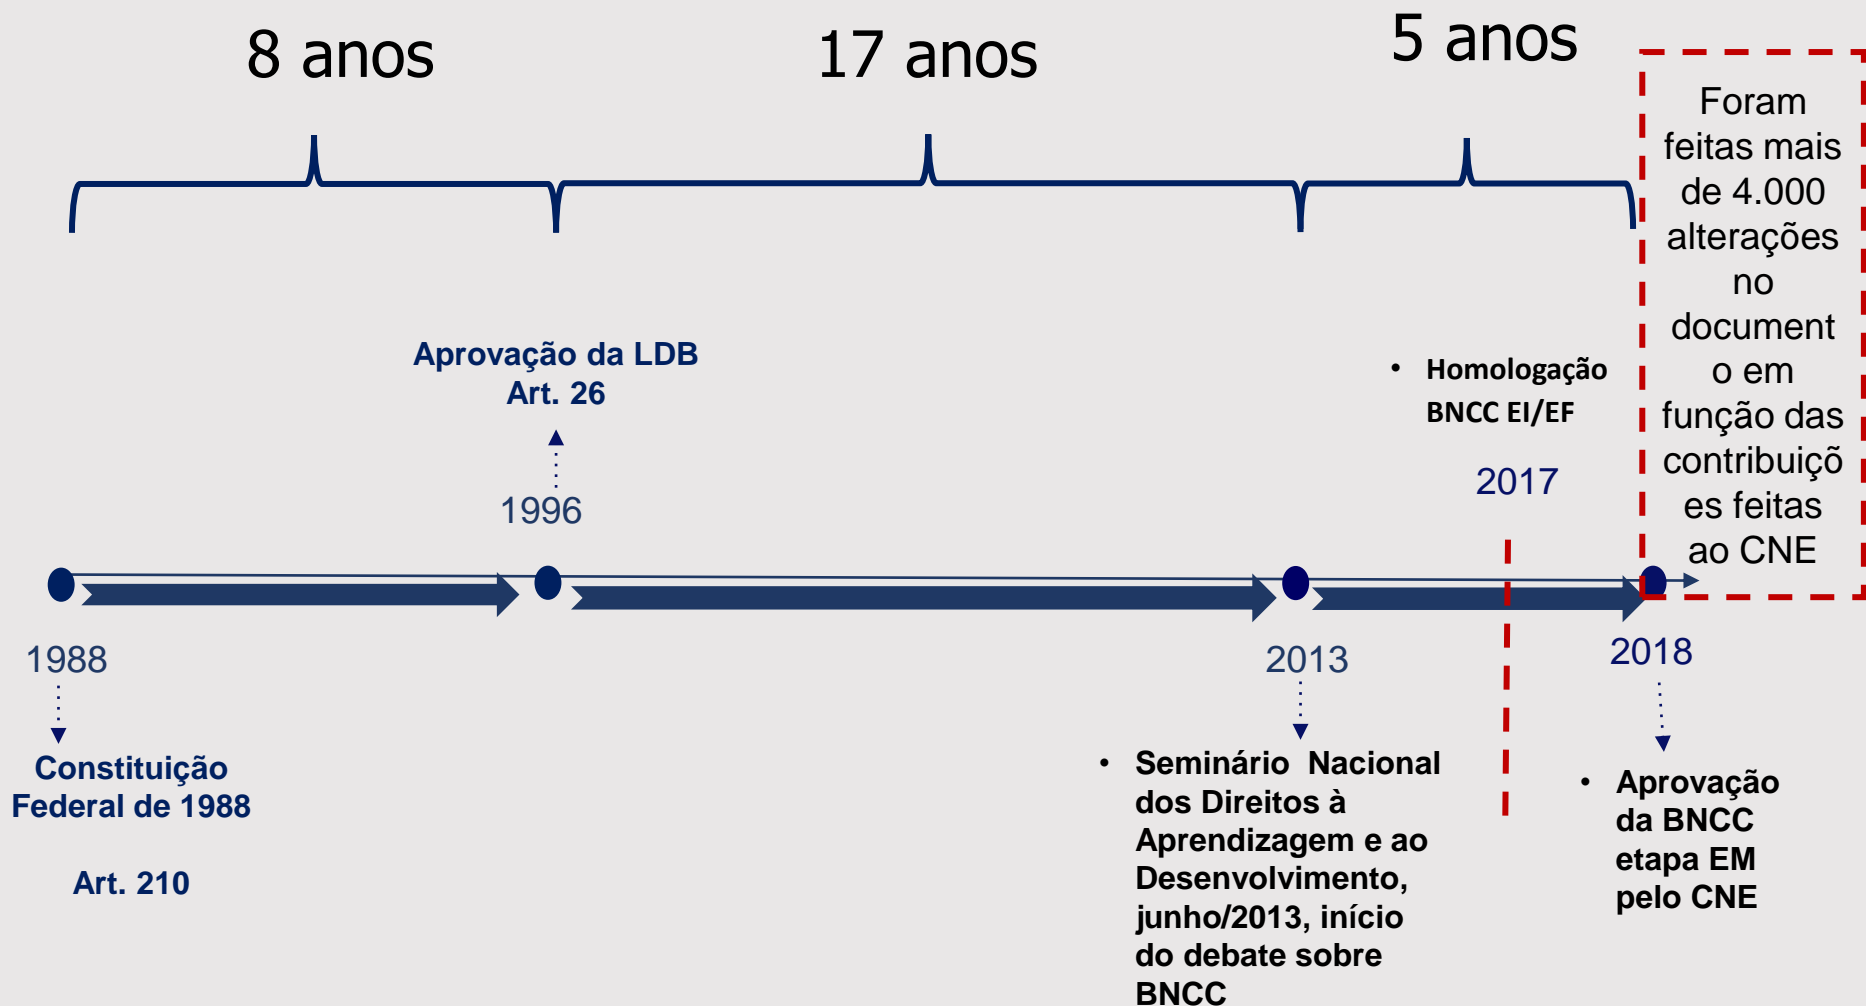 8 anos
17 anos
5 anos
Foram
feitas mais
de 4.000
alterações
no
document
o em
função das
contribuiçõ
es feitas
ao CNE
Aprovação da LDB
Art. 26
1996
• Homologação
BNCC EI/EF
2017
1988
Constituição
Federal de 1988
Art. 210
2013
• Seminário Nacional
dos Direitos à
Aprendizagem e ao
Desenvolvimento,
junho/2013, início
do debate sobre
BNCC
2018
• Aprovação
da BNCC
etapa EM
pelo CNE